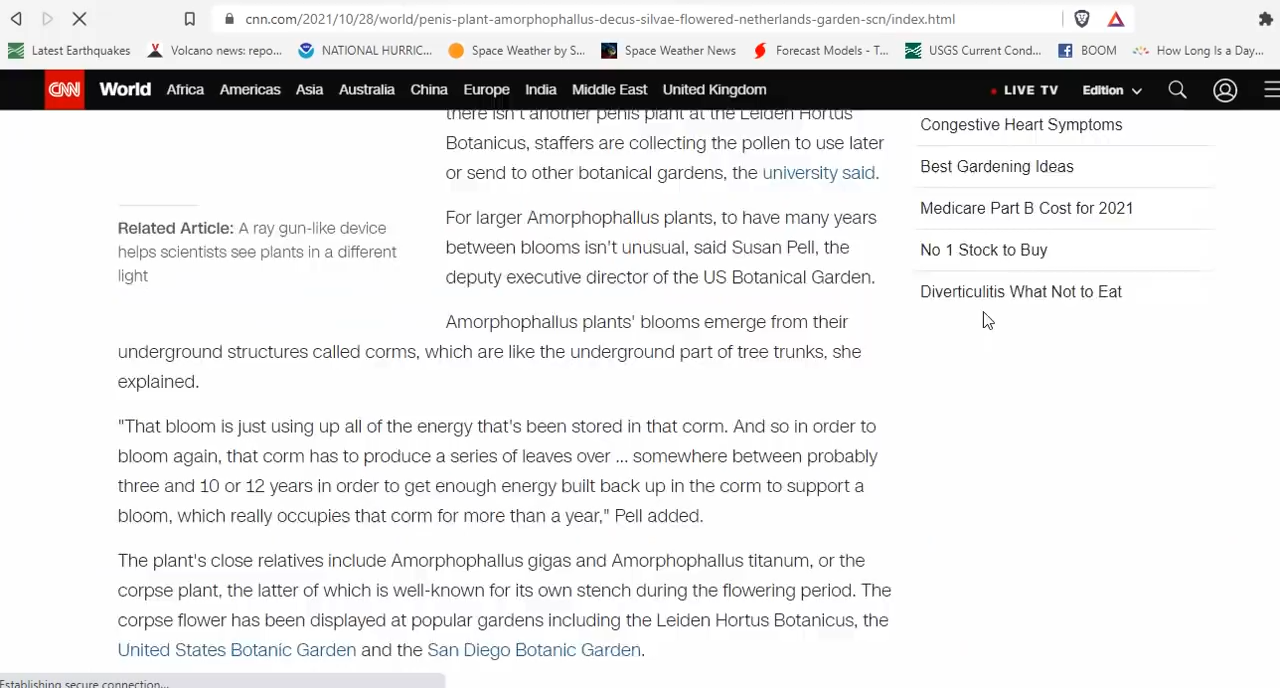 cnn.com/2021/10/28/world/penis-plant-amorphophallus-decus-silvae-flowered-netherlands-garden-scn/index.html
Latest Earthquakes Volcano news: repo... NATIONAL HURRIC... Space Weather by S... Space Weather News Forecast Models - T... USGS Current Cond... BOOM How Long Is a Day...
CNN World Africa Americas Asia Australia China Europe India Middle East United Kingdom LIVE TV Edition
there isn't another penis plant at the Leiden Hortus
Botanicus, staffers are collecting the pollen to use later
or send to other botanical gardens, the university said.
Related Article: A ray gun-like device
helps scientists see plants in a different
light
For larger Amorphophallus plants, to have many years
between blooms isn't unusual, said Susan Pell, the
deputy executive director of the US Botanical Garden.
Amorphophallus plants' blooms emerge from their
underground structures called corms, which are like the underground part of tree trunks, she
explained.
"That bloom is just using up all of the energy that's been stored in that corm. And so in order to
bloom again, that corm has to produce a series of leaves over ... somewhere between probably
three and 10 or 12 years in order to get enough energy built back up in the corm to support a
bloom, which really occupies that corm for more than a year," Pell added.
The plant's close relatives include Amorphophallus gigas and Amorphophallus titanum, or the
corpse plant, the latter of which is well-known for its own stench during the flowering period. The
corpse flower has been displayed at popular gardens including the Leiden Hortus Botanicus, the
United States Botanic Garden and the San Diego Botanic Garden.
Congestive Heart Symptoms
Best Gardening Ideas
Medicare Part B Cost for 2021
No 1 Stock to Buy
Diverticulitis What Not to Eat
Establishing secure connection...